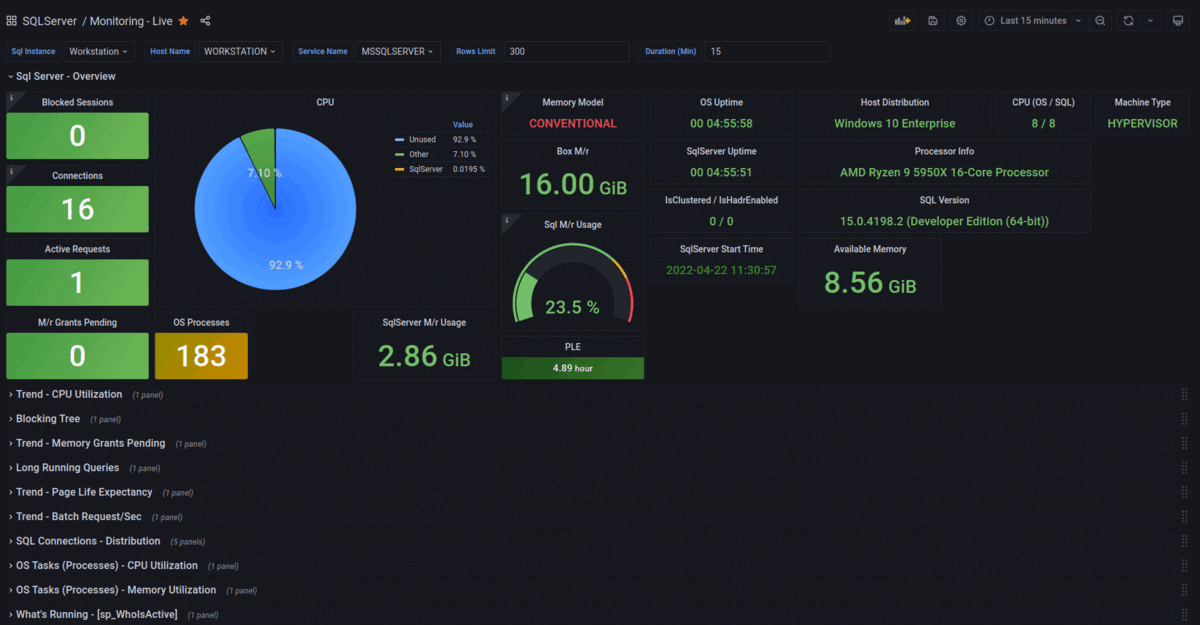 SQLServer / Monitoring - Live
Last 15 minutes
Sql Instance Workstation Host Name WORKSTATION Service Name MSSQLSERVER Rows Limit 300 Duration (Min) 15
Sql Server - Overview
Blocked Sessions
0
Connections
16
Active Requests
1
M/r Grants Pending
0
CPU
7.10 %
92.9 %
Value
Unused 92.9 %
Other 7.10 %
SqlServer 0.0195 %
OS Processes
183
SqlServer M/r Usage
2.86 GiB
Memory Model
CONVENTIONAL
Box M/r
16.00 GiB
Sql M/r Usage
23.5 %
PLE
4.89 hour
OS Uptime
00 04:55:58
SqlServer Uptime
00 04:55:51
IsClustered / IsHadrEnabled
0 / 0
SqlServer Start Time
2022-04-22 11:30:57
Host Distribution
Windows 10 Enterprise
CPU (OS / SQL)
8 / 8
Machine Type
HYPERVISOR
Processor Info
AMD Ryzen 9 5950X 16-Core Processor
SQL Version
15.0.4198.2 (Developer Edition (64-bit))
Available Memory
8.56 GiB
Trend - CPU Utilization (1 panel)
Blocking Tree (1 panel)
Trend - Memory Grants Pending (1 panel)
Long Running Queries (1 panel)
Trend - Page Life Expectancy (1 panel)
Trend - Batch Request/Sec (1 panel)
SQL Connections - Distribution (5 panels)
OS Tasks (Processes) - CPU Utilization (1 panel)
OS Tasks (Processes) - Memory Utilization (1 panel)
What's Running - [sp_WhoIsActive] (1 panel)